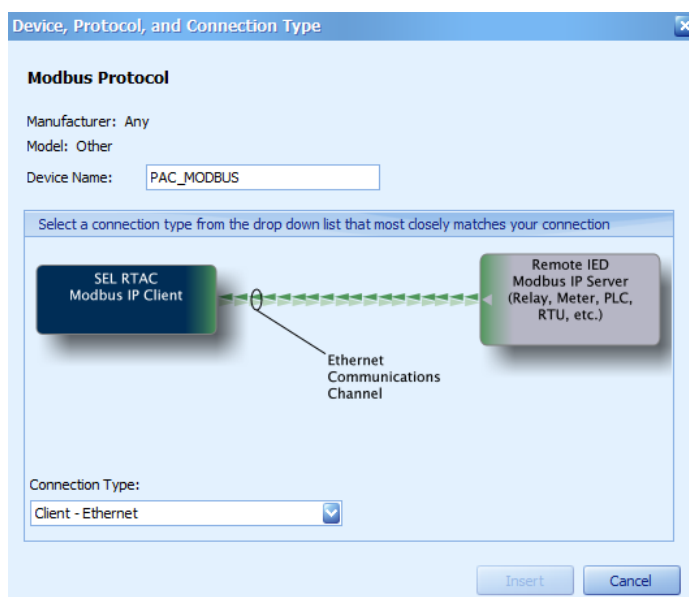 Device, Protocol, and Connection Type
Modbus Protocol
Manufacturer: Any
Model: Other
Device Name: PAC_MODBUS
Select a connection type from the drop down list that most closely matches your connection
SEL RTAC
Modbus IP Client
Remote IED
Modbus IP Server
(Relay, Meter, PLC,
RTU, etc.)
Ethernet
Communications
Channel
Connection Type:
Client - Ethernet
Insert Cancel